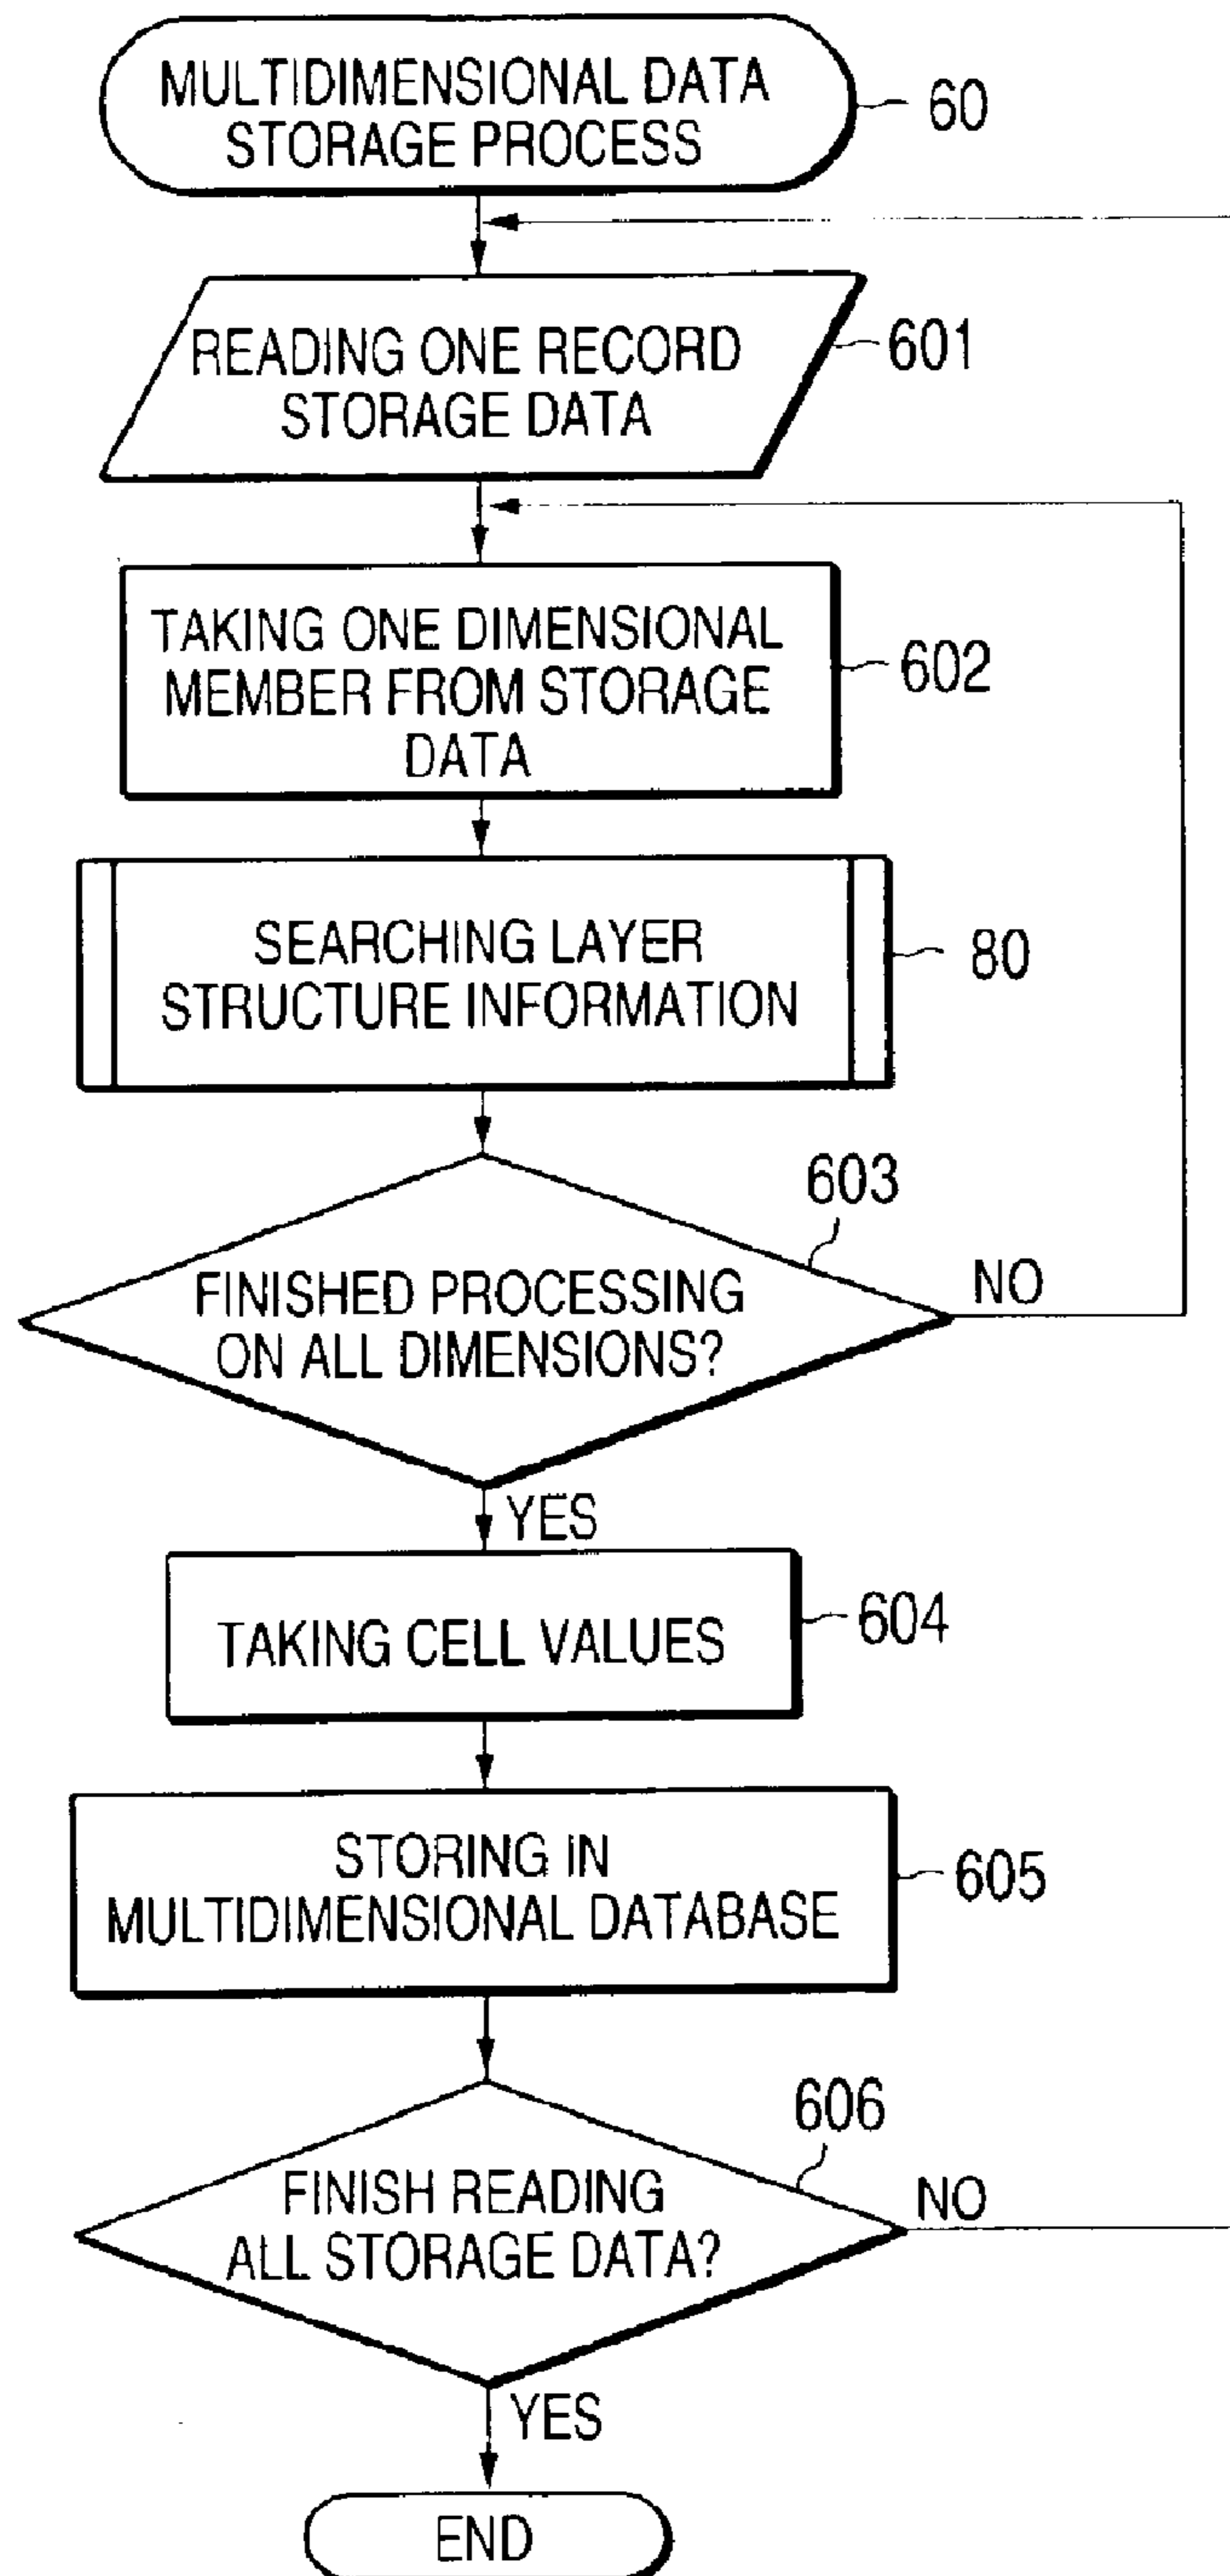 MULTIDIMENSIONAL DATA
STORAGE PROCESS
60
READING ONE RECORD
STORAGE DATA
601
TAKING ONE DIMENSIONAL
MEMBER FROM STORAGE
DATA
602
SEARCHING LAYER
STRUCTURE INFORMATION
80
603
FINISHED PROCESSING
ON ALL DIMENSIONS?
NO
YES
TAKING CELL VALUES
604
STORING IN
MULTIDIMENSIONAL DATABASE
605
606
FINISH READING
ALL STORAGE DATA?
NO
YES
END